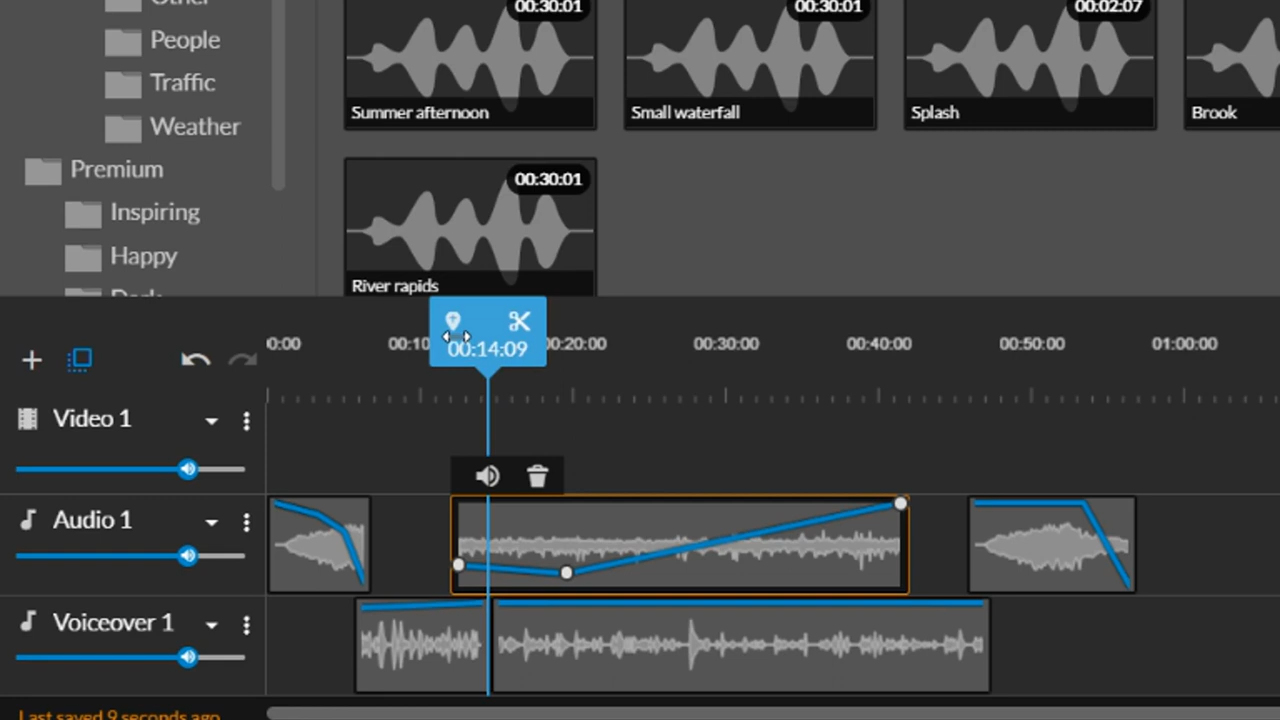 Other
00:30:01
00:30:01
00:02:07
People
Traffic
Weather
Summer afternoon
Small waterfall
Splash
Brook
Premium
00:30:01
Inspiring
Happy
Dark
River rapids
0:00
00:10
00:14:09
0:20:00
00:30:00
00:40:00
00:50:00
01:00:00
Video 1
Audio 1
Voiceover 1
Last saved 9 seconds ago